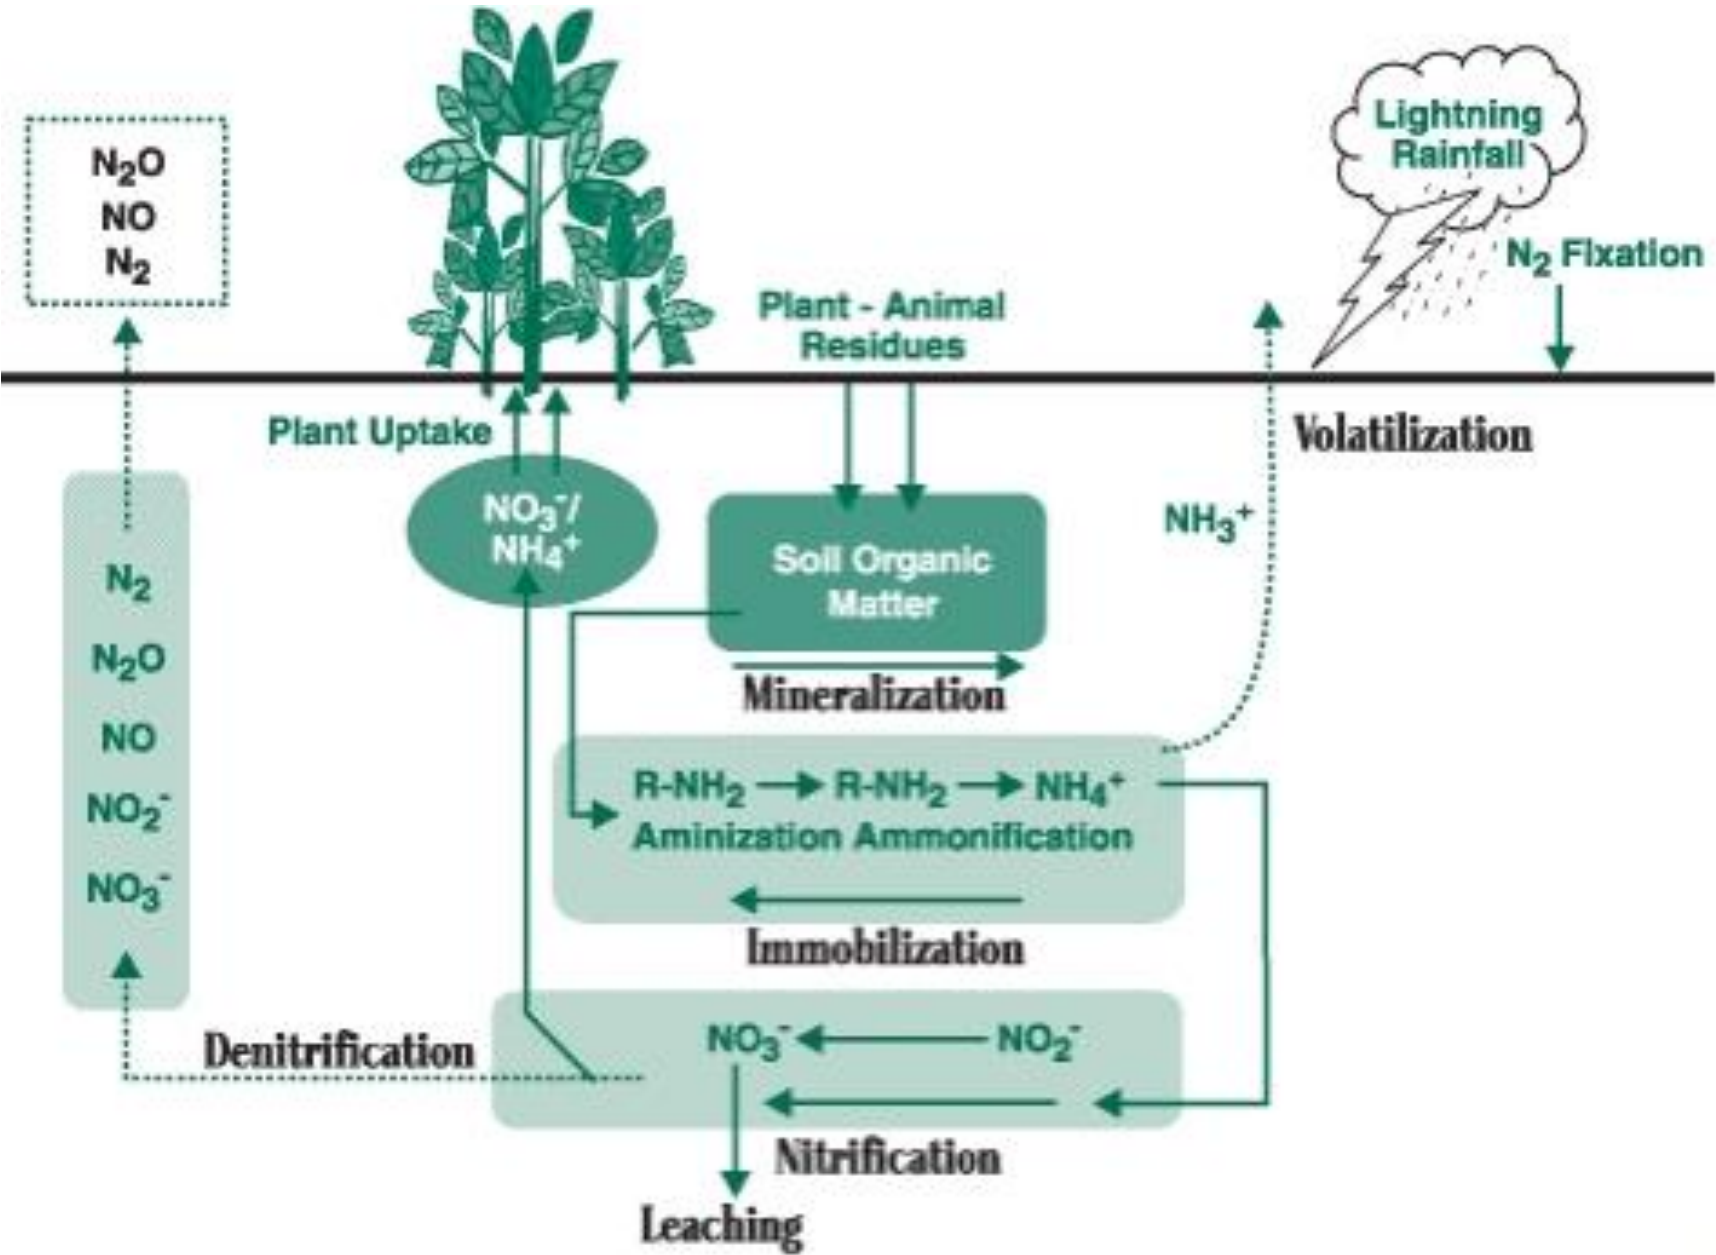 Lightning
Rainfall
N₂O
NO
N₂
N₂ Fixation
Plant - Animal
Residues
Plant Uptake
Volatilization
NO₃⁻/
NH₄⁺
NH₃⁺
Soil Organic
Matter
N₂
N₂O
NO
NO₂⁻
NO₃⁻
Mineralization
R-NH₂ → R-NH₂ → NH₄⁺
Aminization Ammonification
Immobilization
NO₃⁻ ← NO₂⁻
Denitrification
Nitrification
Leaching